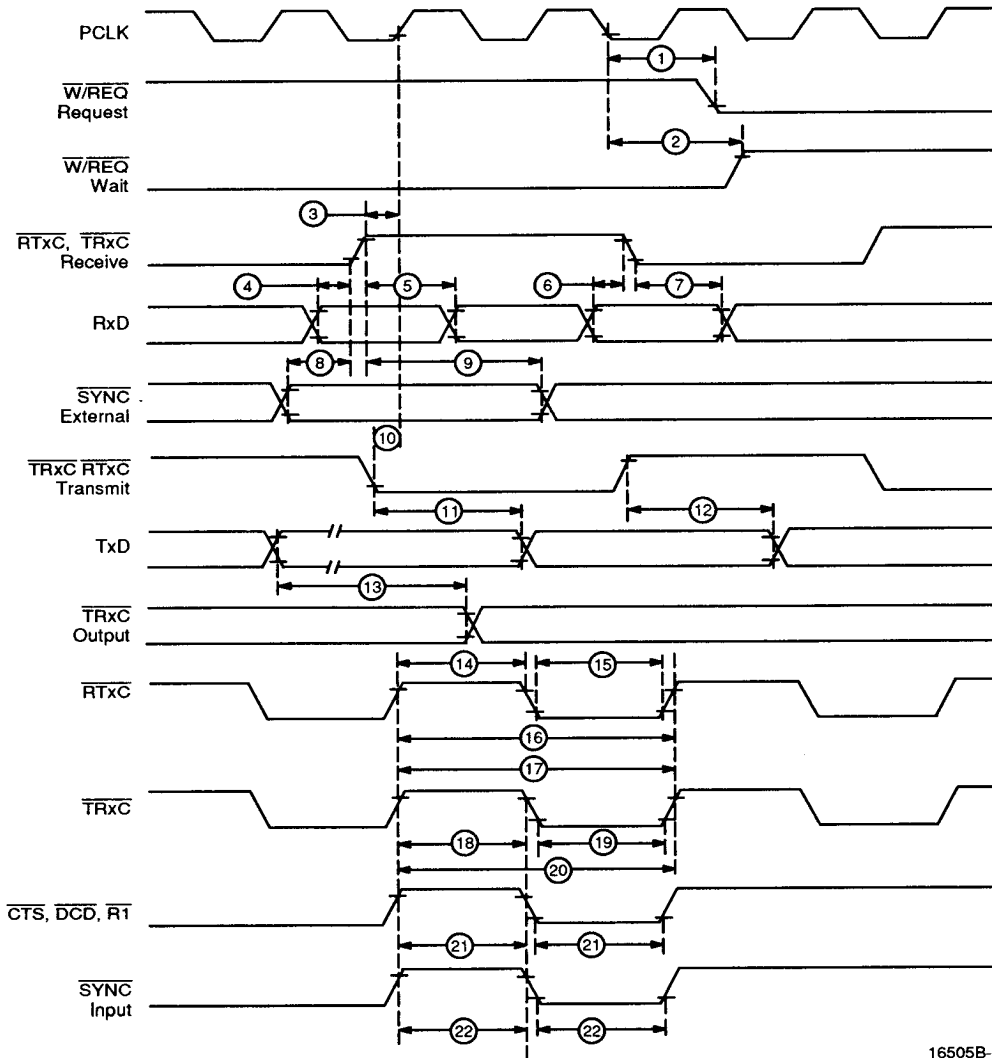 PCLK
1
W/REQ
Request
2
W/REQ
Wait
3
RTxC, TRxC
Receive
4
5
6
7
RxD
8
9
SYNC
External
10
TRxC RTxC
Transmit
11
12
TxD
13
TRxC
Output
14
15
RTxC
16
17
TRxC
18
19
20
CTS, DCD, R1
21
21
SYNC
Input
22
22
16505B-